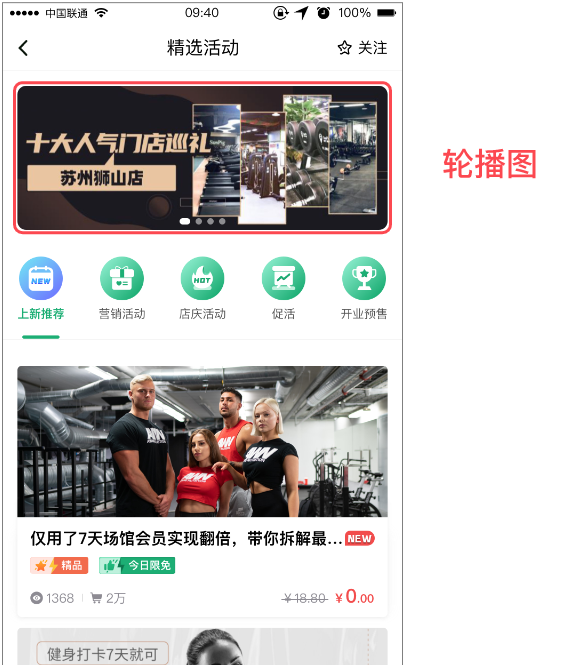 中国联通
09:40
100%
精选活动
关注
十大人气门店巡礼
苏州狮山店
轮播图
NEW
HOT
上新推荐
营销活动
店庆活动
促活
开业预售
仅用了7天场馆会员实现翻倍，带你拆解最... NEW
精品
今日限免
1368
2万
￥18.80
￥0.00
健身打卡7天就可